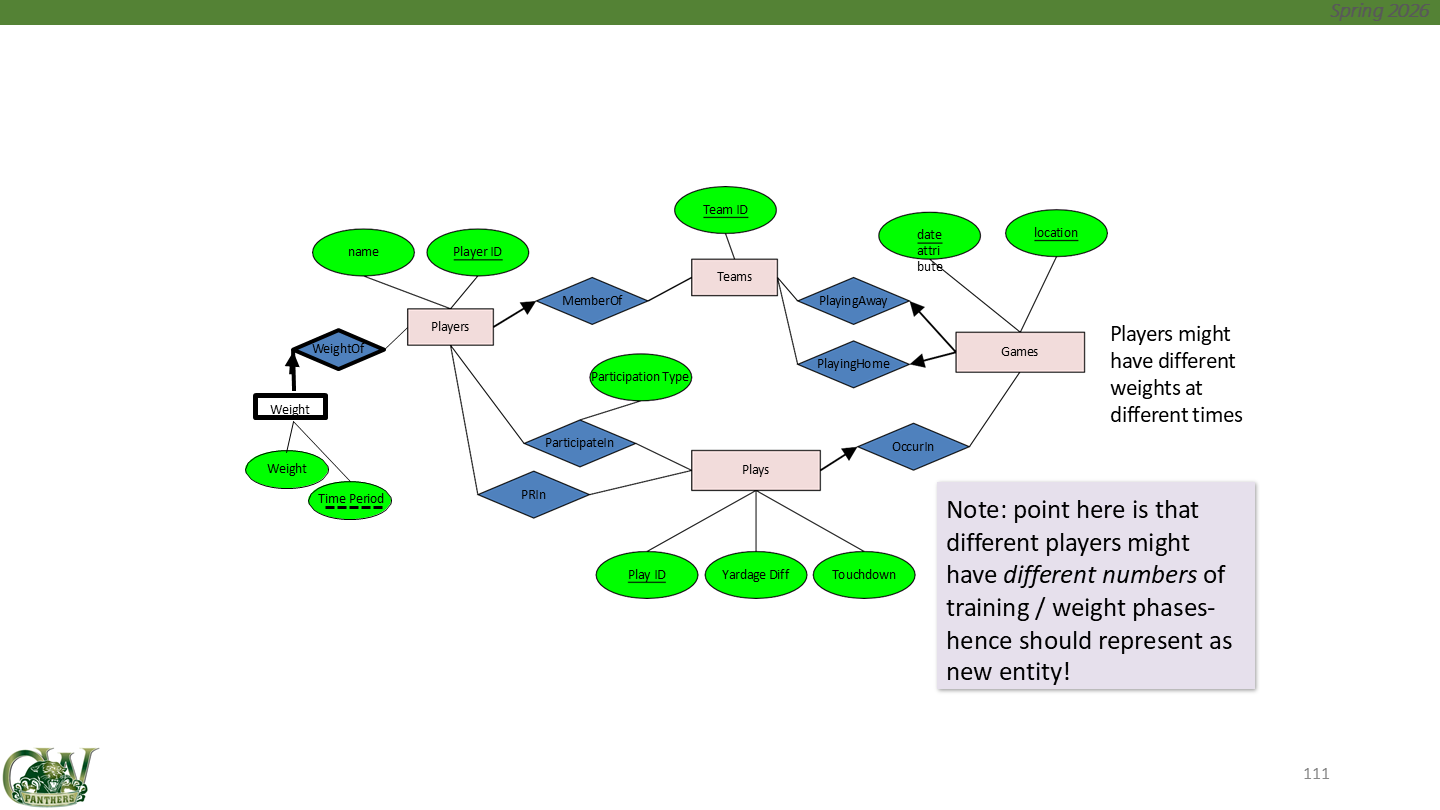 Spring 2026
Team ID
date
attri
bute
location
name
Player ID
Teams
MemberOf
PlayingAway
Players
WeightOf
PlayingHome
Games
Players might
have different
weights at
different times
Participation Type
Weight
ParticipateIn
OccurIn
Weight
Plays
Time Period
PRIn
Note: point here is that
different players might
have different numbers of
training / weight phases-
hence should represent as
new entity!
Play ID
Yardage Diff
Touchdown
OW
PANTHERS
111